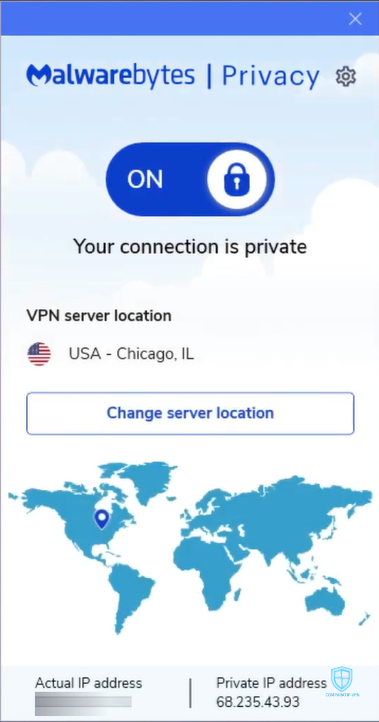 Malwarebytes | Privacy
ON
Your connection is private
VPN server location
USA - Chicago, IL
Change server location
Actual IP address
Private IP address
68.235.43.93